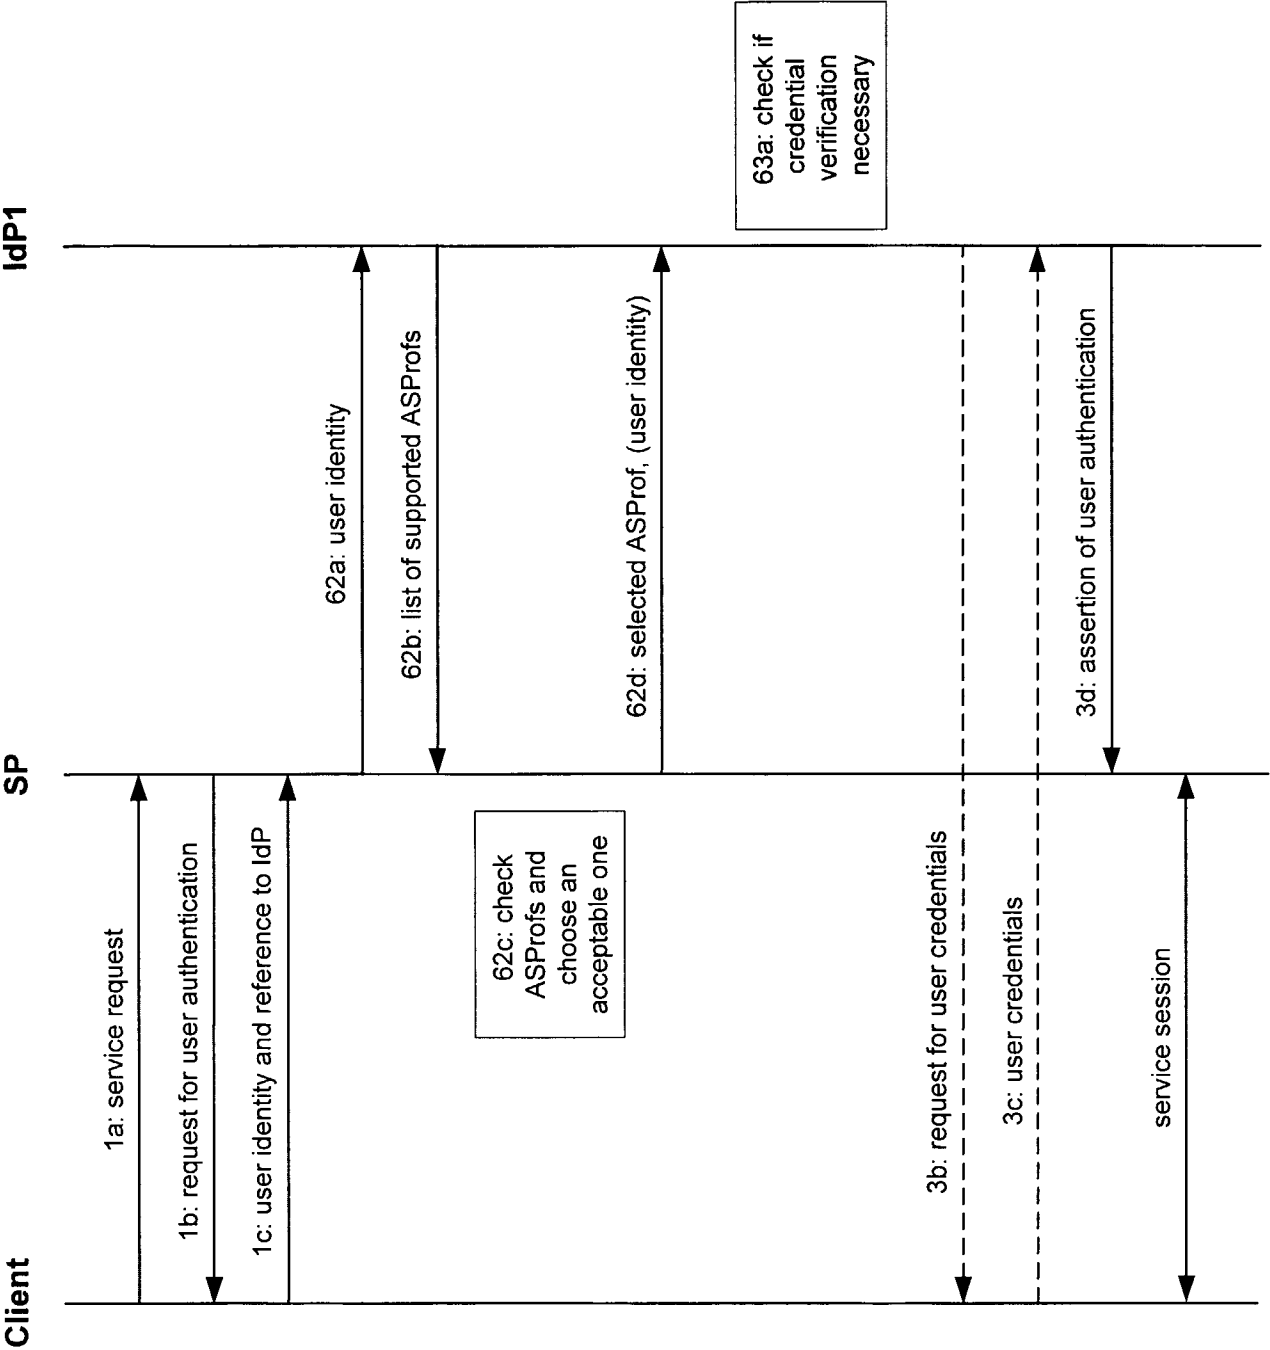 Client
SP
IdP1
1a: service request
1b: request for user authentication
1c: user identity and reference to IdP
62a: user identity
62b: list of supported ASProfs
62c: check
ASProfs and
choose an
acceptable one
62d: selected ASProf, (user identity)
63a: check if
credential
verification
necessary
3b: request for user credentials
3c: user credentials
3d: assertion of user authentication
service session